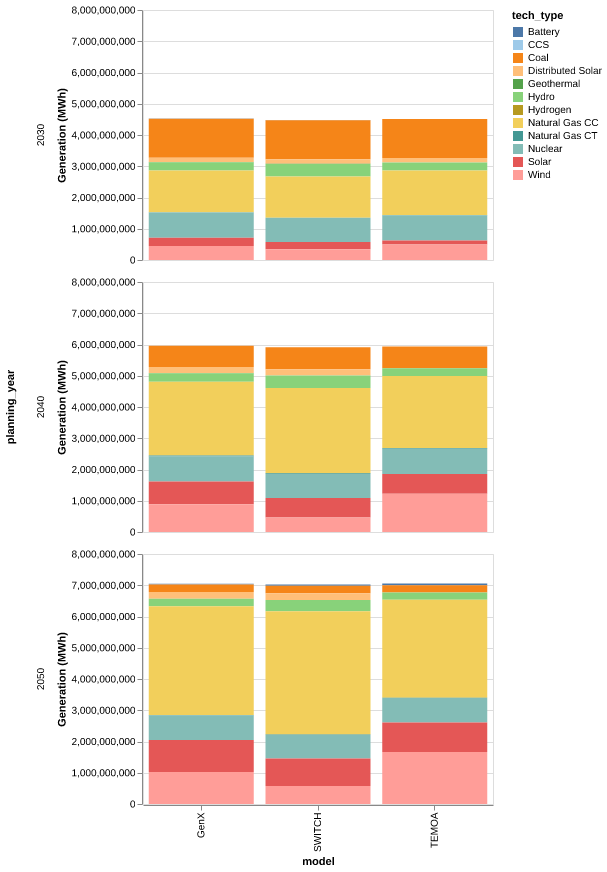 tech_type
Battery
CCS
Coal
Distributed Solar
Geothermal
Hydro
Hydrogen
Natural Gas CC
Natural Gas CT
Nuclear
Solar
Wind
planning_year
2030
Generation (MWh)
8,000,000,000
7,000,000,000
6,000,000,000
5,000,000,000
4,000,000,000
3,000,000,000
2,000,000,000
1,000,000,000
0
2040
Generation (MWh)
8,000,000,000
7,000,000,000
6,000,000,000
5,000,000,000
4,000,000,000
3,000,000,000
2,000,000,000
1,000,000,000
0
2050
Generation (MWh)
8,000,000,000
7,000,000,000
6,000,000,000
5,000,000,000
4,000,000,000
3,000,000,000
2,000,000,000
1,000,000,000
0
GenX
SWITCH
TEMOA
model